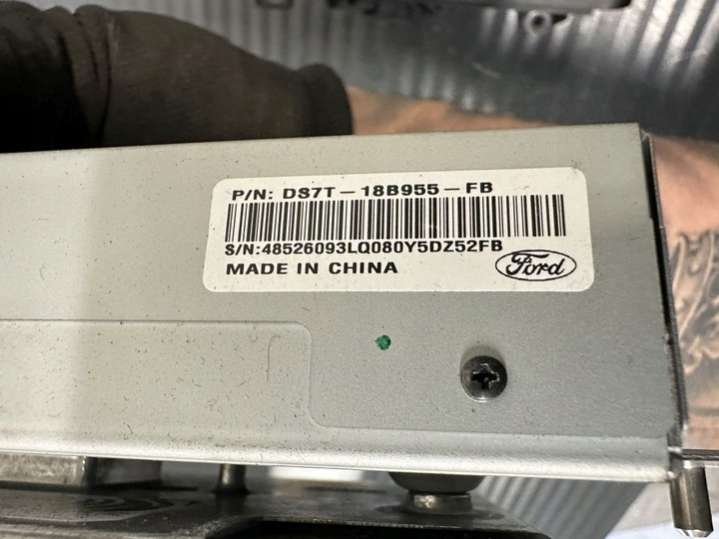 P/N: DS7T-18B955-FB
S/N:48526093LQ080Y5DZ52FB
MADE IN CHINA
Ford